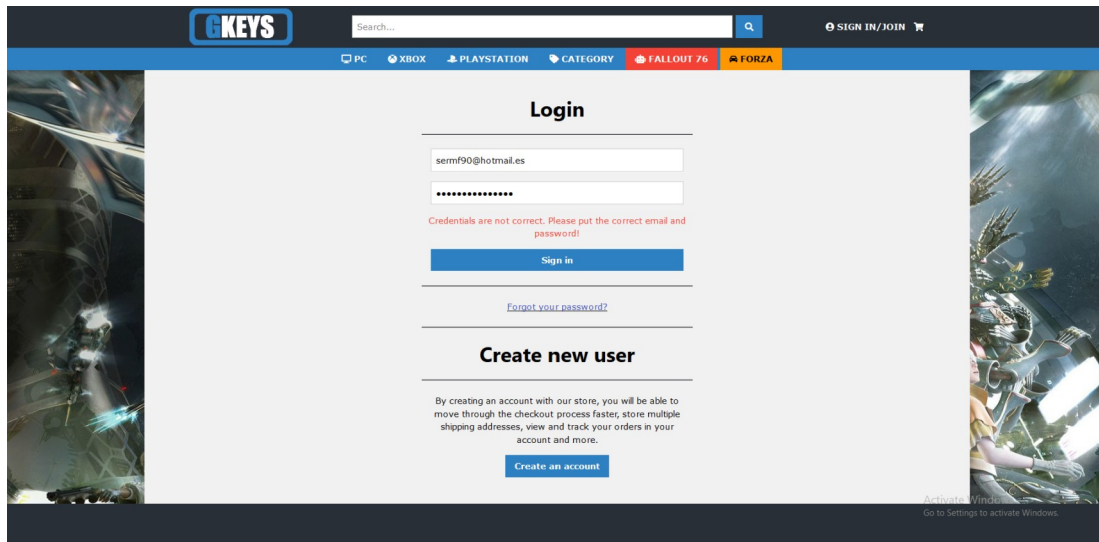 GKEYS
Search...
SIGN IN/JOIN
PC XBOX PLAYSTATION CATEGORY FALLOUT 76 FORZA
Login
sermf90@hotmail.es
•••••••••••••••
Credentials are not correct. Please put the correct email and
password!
Sign in
Forgot your password?
Create new user
By creating an account with our store, you will be able to
move through the checkout process faster, store multiple
shipping addresses, view and track your orders in your
account and more.
Create an account
Activate Windows
Go to Settings to activate Windows.